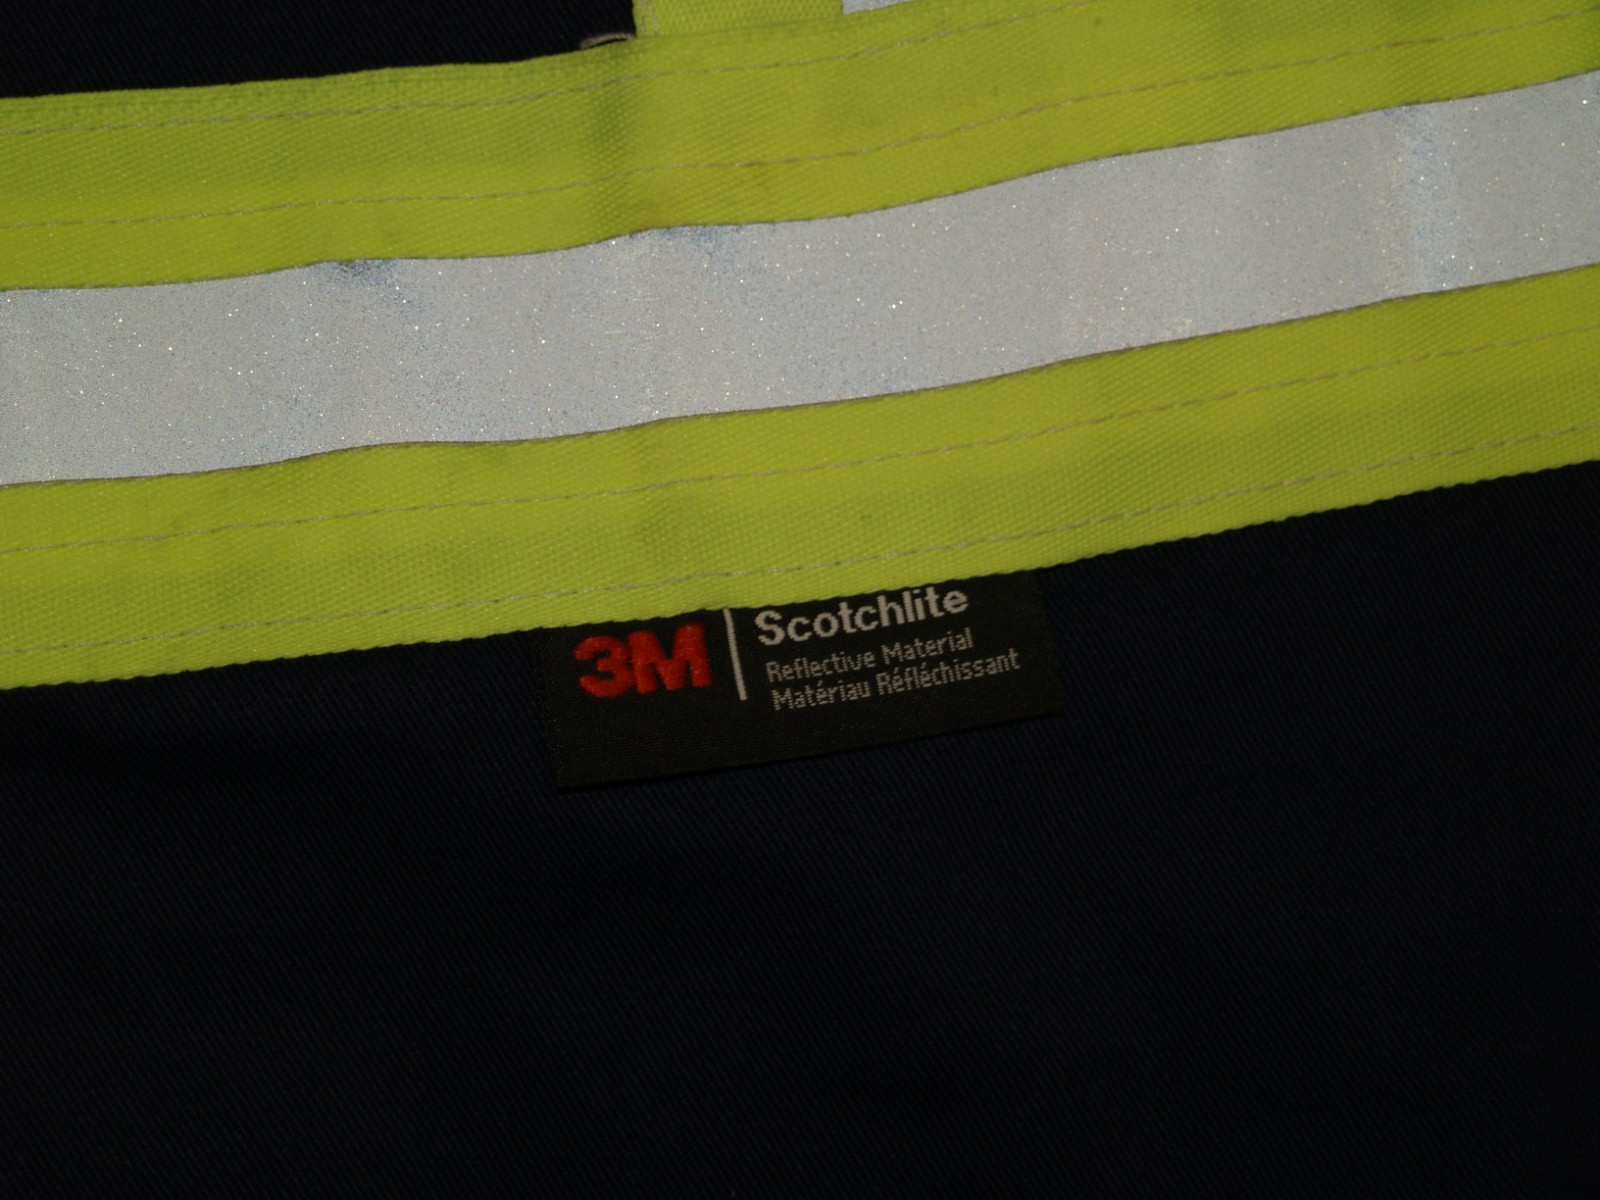 3M
Scotchlite
Reflective Material
Matériau Réfléchissant